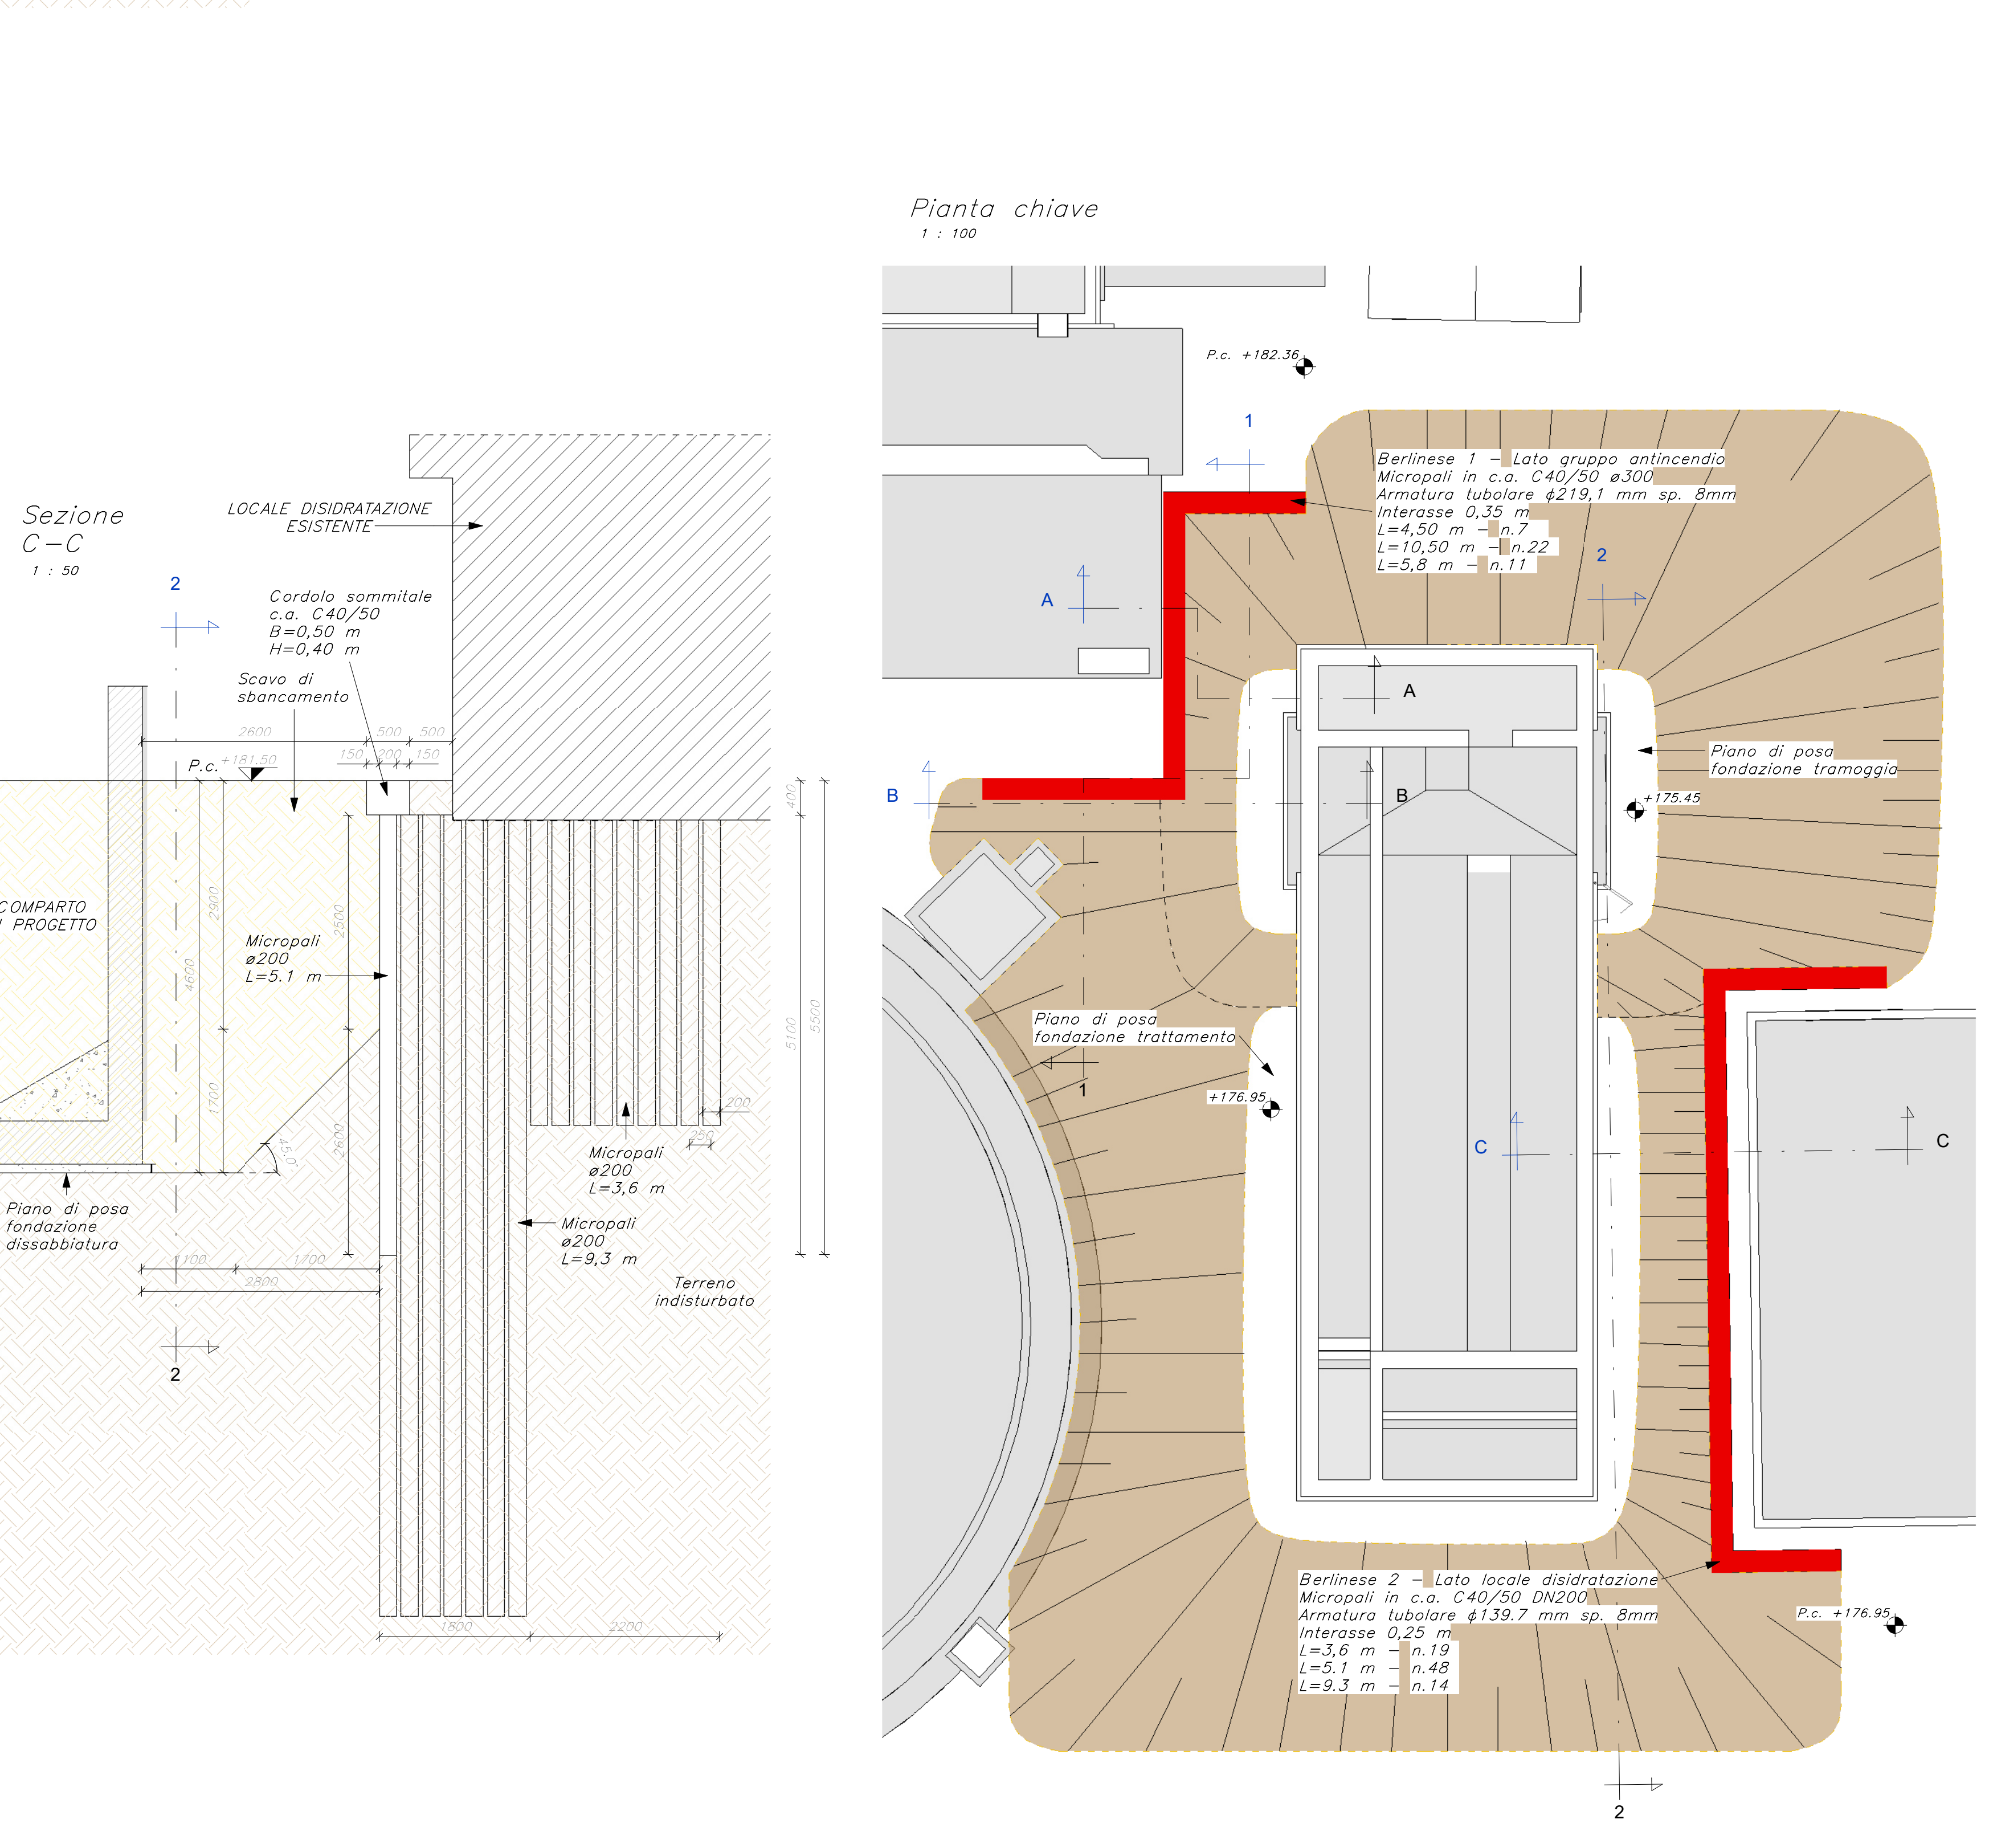 Pianta chiave
1 : 100
P.c. +182.36
1
Berlinese 1 - Lato gruppo antincendio
Micropali in c.a. C40/50 ø300
Armatura tubolare ϕ219,1 mm sp. 8mm
Interasse 0,35 m
L=4,50 m - n.7
L=10,50 m - n.22
L=5,8 m - n.11
2
A
A
Piano di posa
fondazione tramoggia
+175.45
B
B
Piano di posa
fondazione trattamento
1
+176.95
C
C
Berlinese 2 - Lato locale disidratazione
Micropali in c.a. C40/50 DN200
Armatura tubolare ϕ139.7 mm sp. 8mm
Interasse 0,25 m
L=3,6 m - n.19
L=5.1 m - n.48
L=9.3 m - n.14
P.c. +176.95
2
Sezione
C-C
1 : 50
LOCALE DISIDRATAZIONE
ESISTENTE
2
Cordolo sommitale
c.a. C40/50
B=0,50 m
H=0,40 m
Scavo di
sbancamento
2600
500
500
150
200
150
P.c.
+181.50
400
COMPARTO
PROGETTO
2900
2500
4600
Micropali
ø200
L=5.1 m
5100
5500
1700
2600
45.0°
200
250
Micropali
ø200
L=3,6 m
Piano di posa
fondazione
dissabbiatura
Micropali
ø200
L=9,3 m
1100
1700
2800
Terreno
indisturbato
2
1800
2200